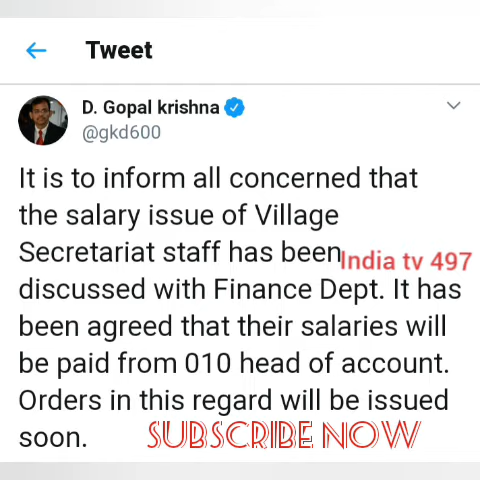 Tweet
D. Gopal krishna
@gkd600
It is to inform all concerned that
the salary issue of Village
Secretariat staff has been
India tv 497
discussed with Finance Dept. It has
been agreed that their salaries will
be paid from 010 head of account.
Orders in this regard will be issued
soon.
SUBSCRIBE NOW